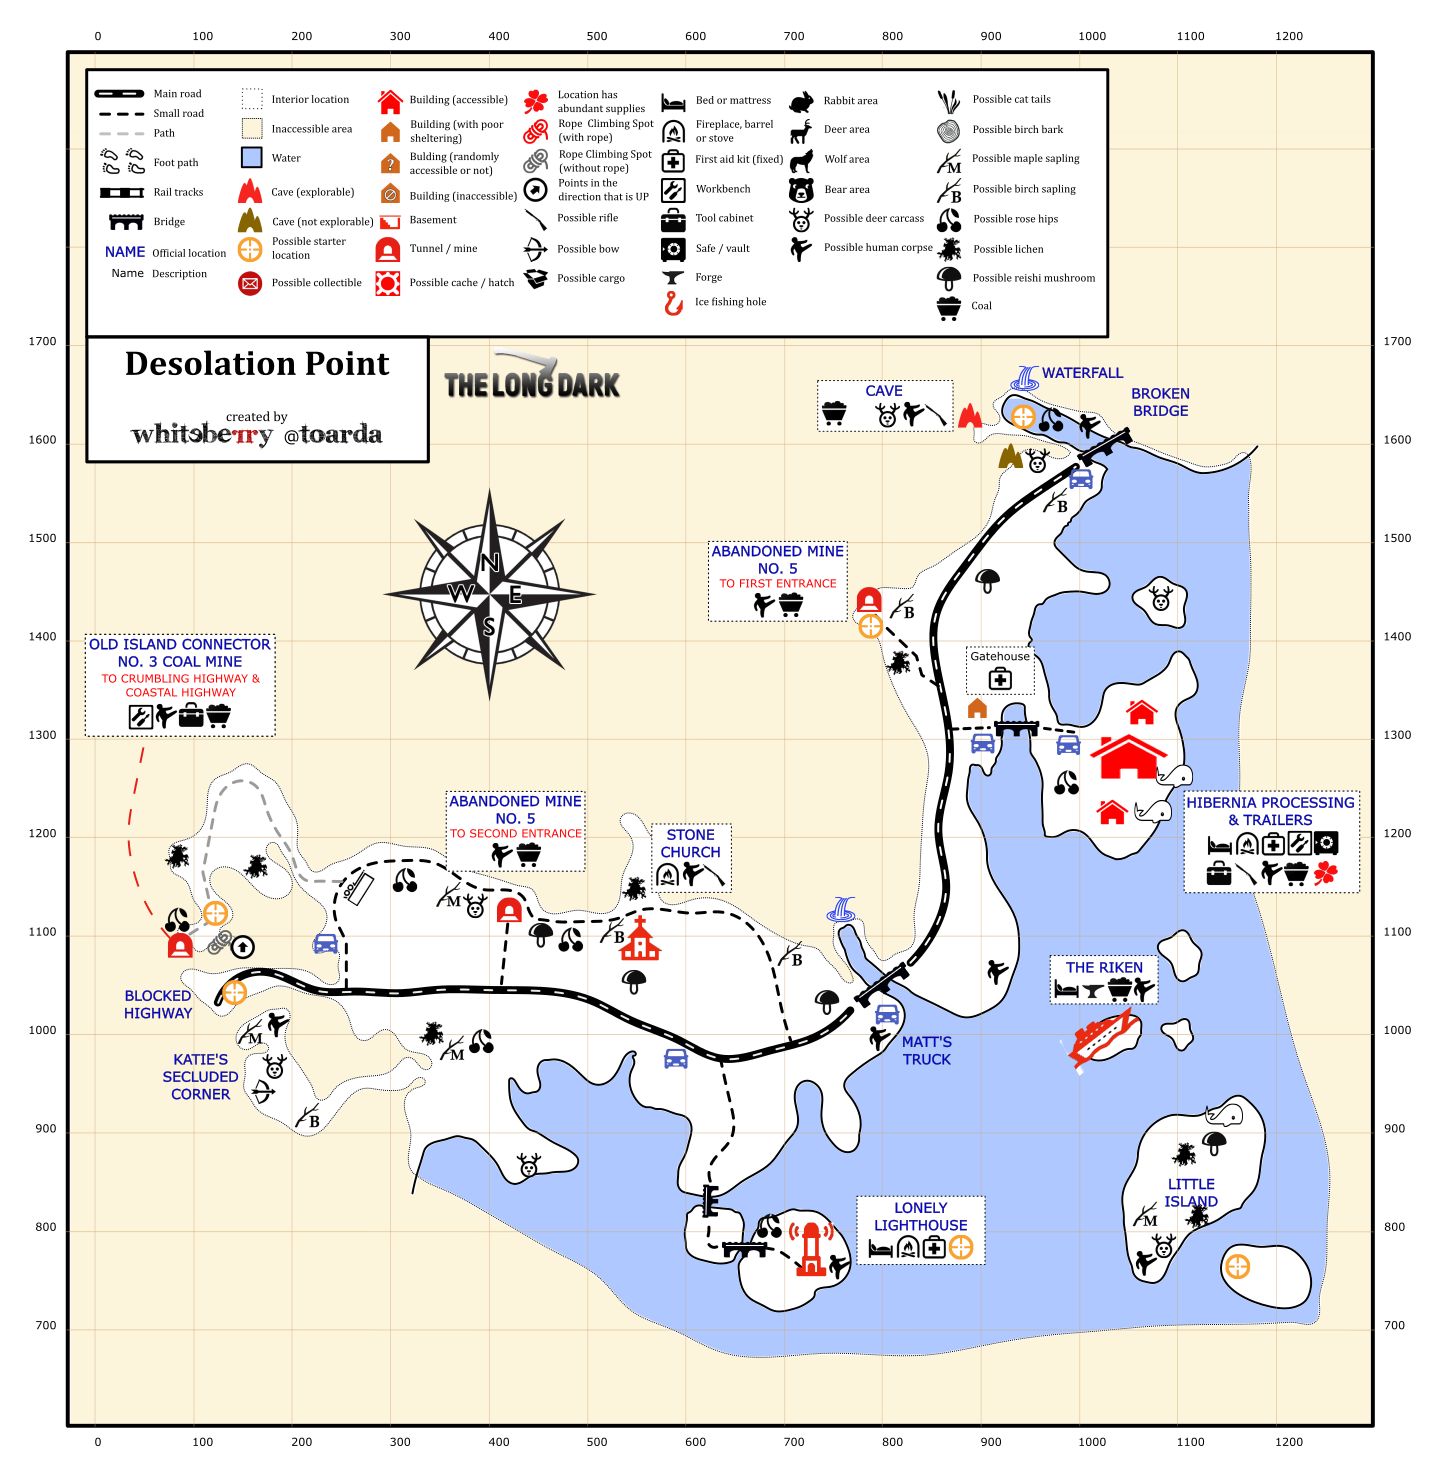 0 100 200 300 400 500 600 700 800 900 1000 1100 1200
Main road
Small road
Path
Foot path
Rail tracks
Bridge
NAME Official location
Name Description
Interior location
Inaccessible area
Water
Cave (explorable)
Cave (not explorable)
Possible starter
location
Possible collectible
Building (accessible)
Building (with poor
sheltering)
Bulding (randomly
accessible or not)
Building (inaccessible)
Basement
Tunnel / mine
Possible cache / hatch
Location has
abundant supplies
Rope Climbing Spot
(with rope)
Rope Climbing Spot
(without rope)
Points in the
direction that is UP
Possible rifle
Possible bow
Possible cargo
Bed or mattress
Fireplace, barrel
or stove
First aid kit (fixed)
Workbench
Tool cabinet
Safe / vault
Forge
Ice fishing hole
Rabbit area
Deer area
Wolf area
Bear area
Possible deer carcass
Possible human corpse
Possible cat tails
Possible birch bark
M Possible maple sapling
B Possible birch sapling
Possible rose hips
Possible lichen
Possible reishi mushroom
Coal
1700 1700
Desolation Point
created by
whiteberry @toarda
THE LONG DARK
WATERFALL
CAVE
BROKEN
BRIDGE
1600 1600
B
1500 1500
N
W E
S
ABANDONED MINE
NO. 5
TO FIRST ENTRANCE
B
1400 1400
OLD ISLAND CONNECTOR
NO. 3 COAL MINE
TO CRUMBLING HIGHWAY &
COASTAL HIGHWAY
Gatehouse
1300 1300
ABANDONED MINE
NO. 5
TO SECOND ENTRANCE
HIBERNIA PROCESSING
& TRAILERS
1200 1200
STONE
CHURCH
M
B
B
1100 1100
THE RIKEN
BLOCKED
HIGHWAY
1000 1000
M
M
MATT'S
TRUCK
KATIE'S
SECLUDED
CORNER
B
900 900
LITTLE
ISLAND
M
LONELY
LIGHTHOUSE
800 800
700 700
0 100 200 300 400 500 600 700 800 900 1000 1100 1200